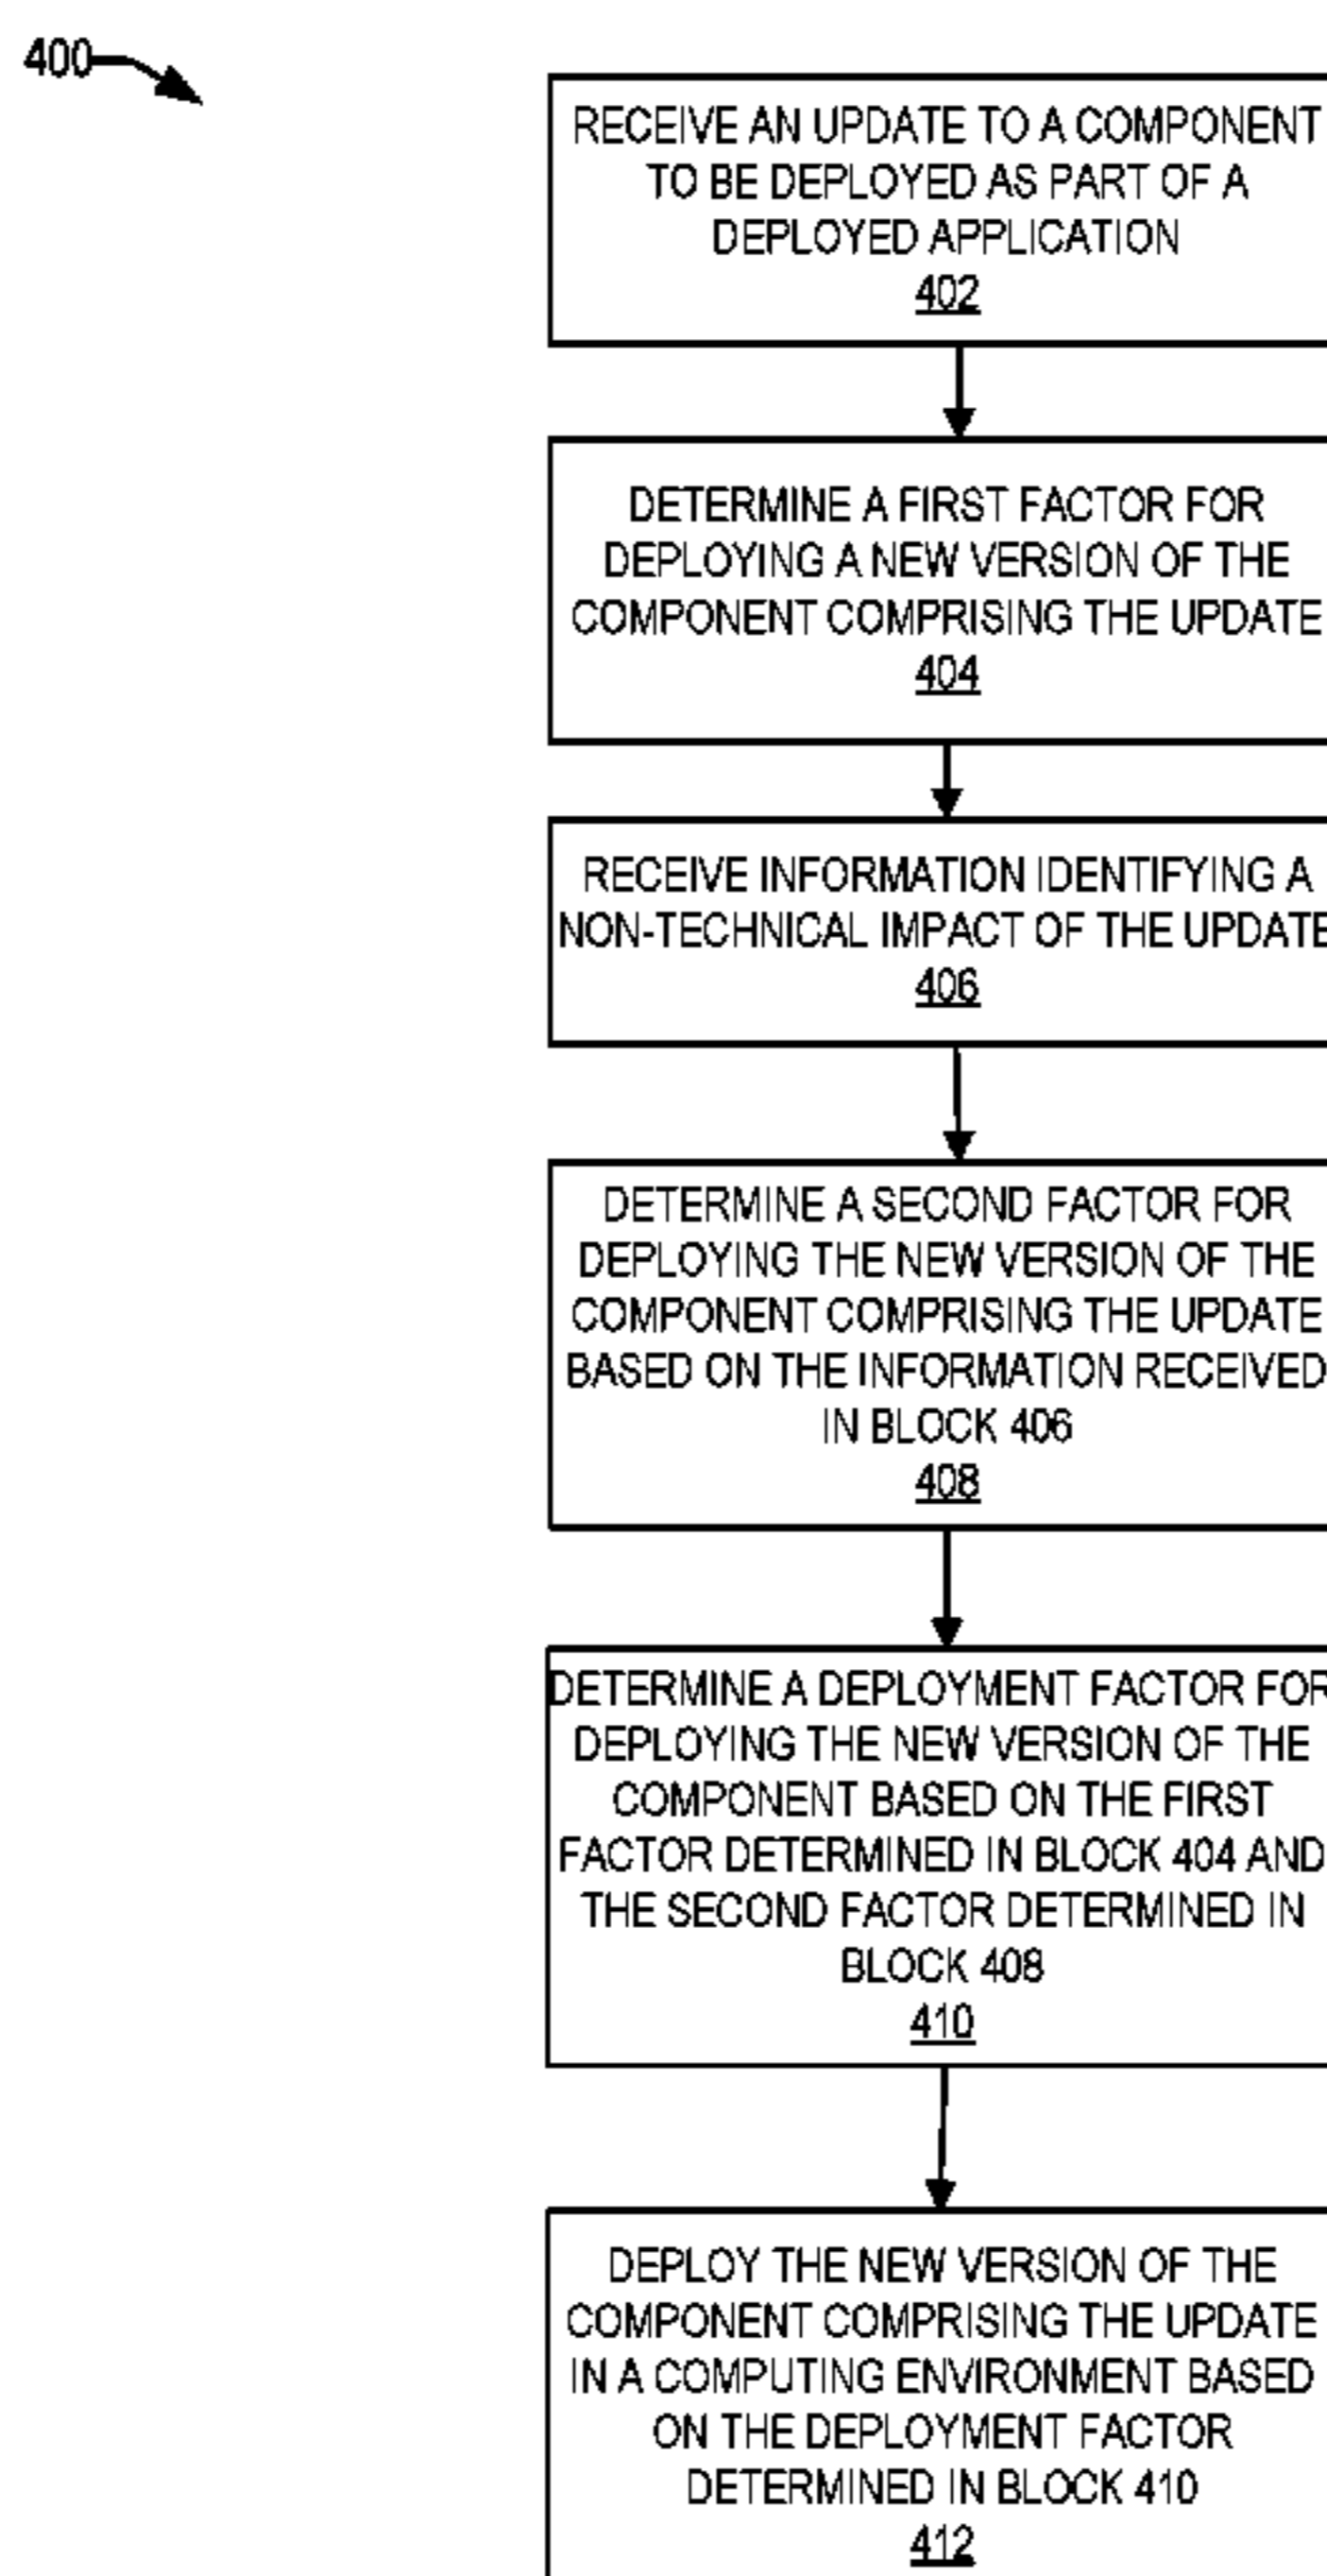 400
RECEIVE AN UPDATE TO A COMPONENT
TO BE DEPLOYED AS PART OF A
DEPLOYED APPLICATION
402
DETERMINE A FIRST FACTOR FOR
DEPLOYING A NEW VERSION OF THE
COMPONENT COMPRISING THE UPDATE
404
RECEIVE INFORMATION IDENTIFYING A
NON-TECHNICAL IMPACT OF THE UPDATE
406
DETERMINE A SECOND FACTOR FOR
DEPLOYING THE NEW VERSION OF THE
COMPONENT COMPRISING THE UPDATE
BASED ON THE INFORMATION RECEIVED
IN BLOCK 406
408
DETERMINE A DEPLOYMENT FACTOR FOR
DEPLOYING THE NEW VERSION OF THE
COMPONENT BASED ON THE FIRST
FACTOR DETERMINED IN BLOCK 404 AND
THE SECOND FACTOR DETERMINED IN
BLOCK 408
410
DEPLOY THE NEW VERSION OF THE
COMPONENT COMPRISING THE UPDATE
IN A COMPUTING ENVIRONMENT BASED
ON THE DEPLOYMENT FACTOR
DETERMINED IN BLOCK 410
412